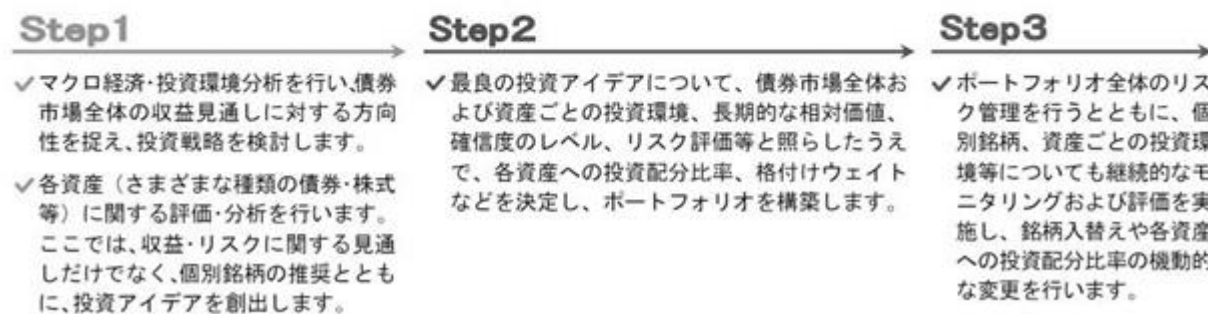 Step1
✓マクロ経済・投資環境分析を行い、債券
市場全体の収益見通しに対する方向
性を捉え、投資戦略を検討します。
✓各資産（さまざまな種類の債券・株式
等）に関する評価・分析を行います。
ここでは、収益・リスクに関する見通
しだけでなく、個別銘柄の推奨ととも
に、投資アイデアを創出します。
Step2
✓最良の投資アイデアについて、債券市場全体お
よび資産ごとの投資環境、長期的な相対価値、
確信度のレベル、リスク評価等と照らしたうえ
で、各資産への投資配分比率、格付けウェイト
などを決定し、ポートフォリオを構築します。
Step3
✓ポートフォリオ全体のリス
ク管理を行うとともに、個
別銘柄、資産ごとの投資環
境等についても継続的なモ
ニタリングおよび評価を実
施し、銘柄入替えや各資産
への投資配分比率の機動的
な変更を行います。